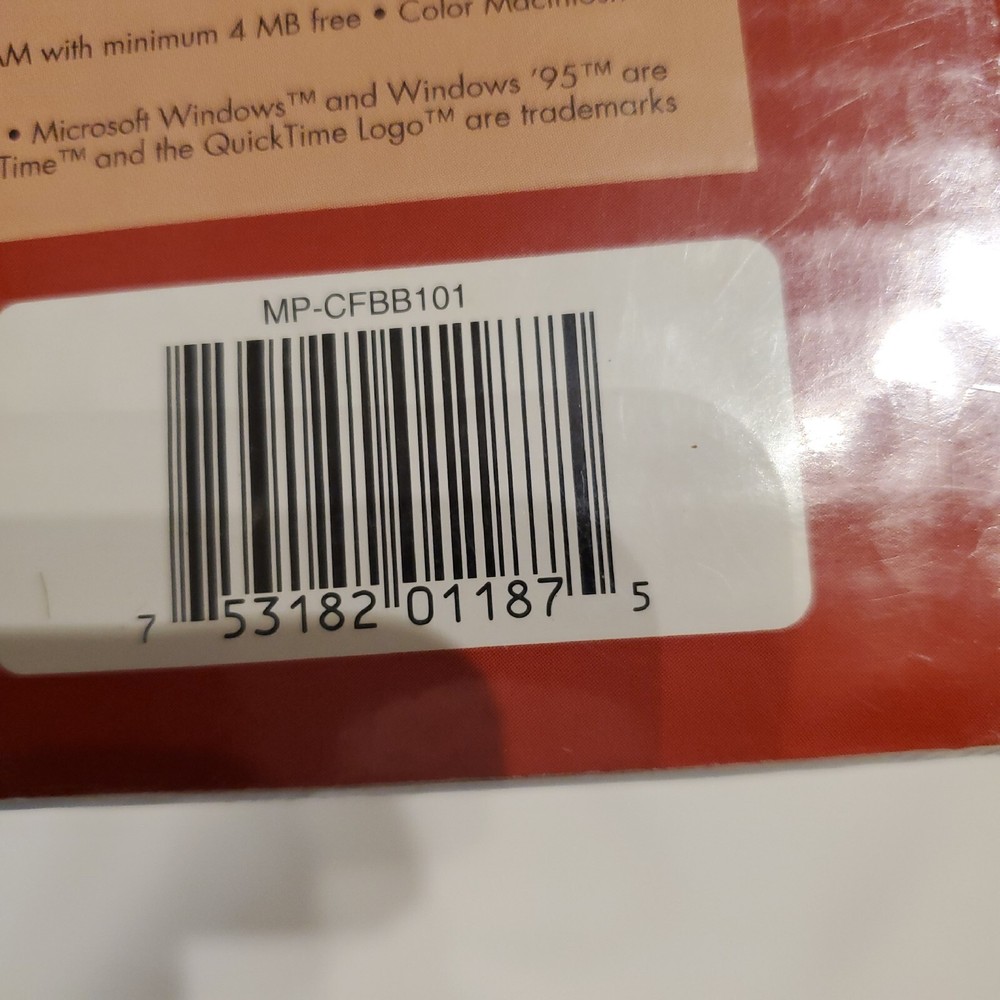 with minimum 4 MB free • Color Macintosh
• Microsoft Windows™ and Windows '95™ are
Time™ and the QuickTime Logo™ are trademarks
MP-CFBB101
7 53182 01187 5